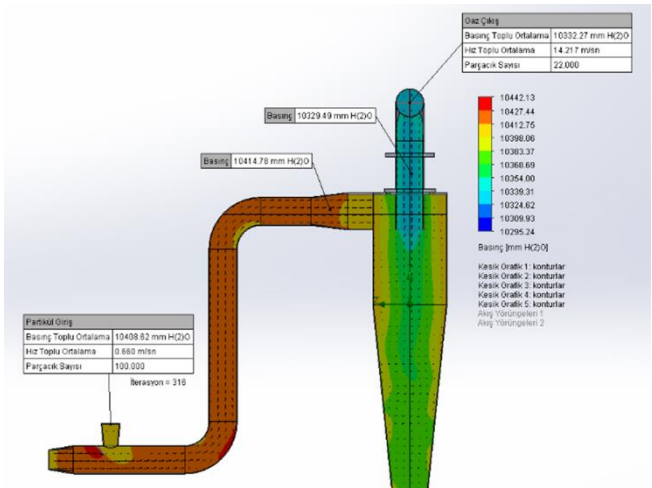 Gaz Çıkış
Basınç Toplu Ortalama 10332.27 mm H(2)O
Hız Toplu Ortalama 14.217 m/sn
Parçacık Sayısı 22.000
Basınç 10329.49 mm H(2)O
Basınç 10414.78 mm H(2)O
10442.13
10427.44
10412.75
10398.06
10383.37
10368.69
10354.00
10339.31
10324.62
10309.93
10295.24
Basınç [mm H(2)O]
Kesik Grafik 1: konturlar
Kesik Grafik 2: konturlar
Kesik Grafik 3: konturlar
Kesik Grafik 4: konturlar
Kesik Grafik 5: konturlar
Akış Yörüngeleri 1
Akış Yörüngeleri 2
Partikül Giriş
Basınç Toplu Ortalama 10408.62 mm H(2)O
Hız Toplu Ortalama 0.660 m/sn
Parçacık Sayısı 100.000
İterasyon = 316